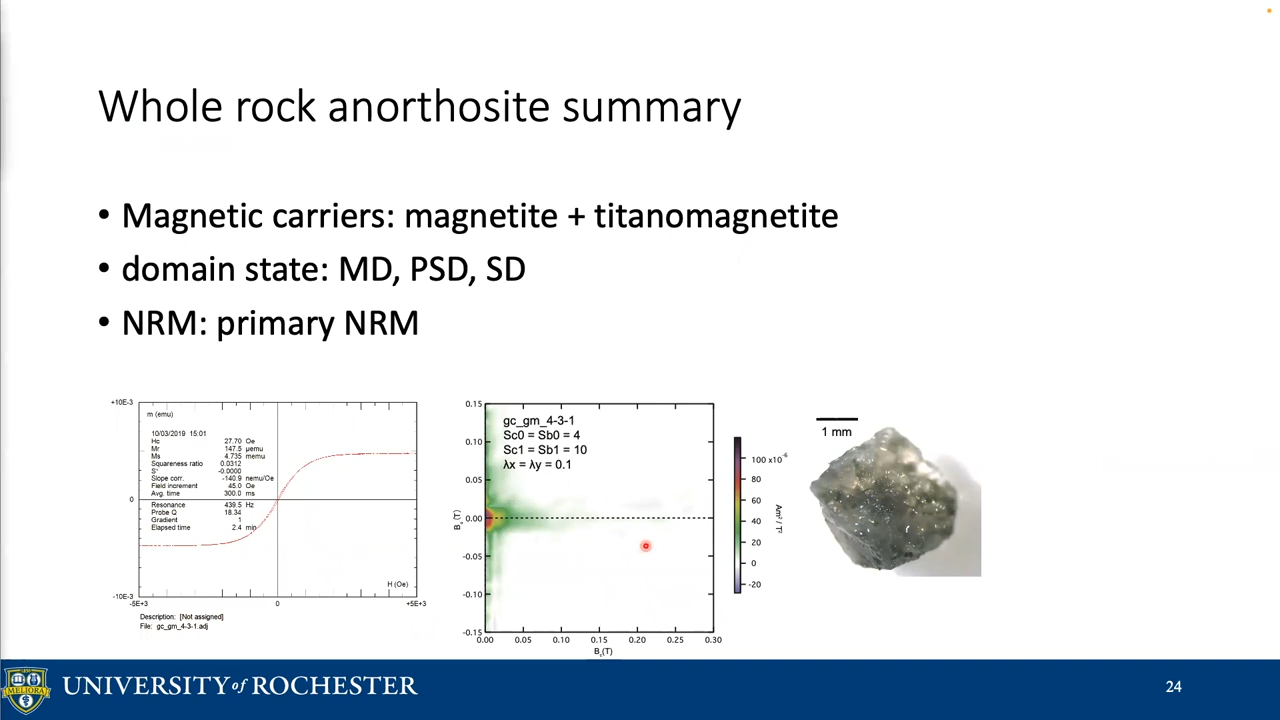 Whole rock anorthosite summary
• Magnetic carriers: magnetite + titanomagnetite
• domain state: MD, PSD, SD
• NRM: primary NRM
+10E-3
m (emu)
10/03/2019 15:01
Hc 27.70 Oe
Mr 147.5 µemu
Ms 4.735 memu
Squareness ratio 0.0312
S* -0.0000
Slope corr. -140.9 nemu/Oe
Field increment 45.0 Oe
Avg. time 300.0 ms
0
Resonance 439.5 Hz
Probe Q 18.34
Gradient 1
Elapsed time 2.4 min
H (Oe)
-10E-3
-5E+3 0 +5E+3
Description: [Not assigned]
File: gc_gm_4-3-1.adj
gc_gm_4-3-1
Sc0 = Sb0 = 4
Sc1 = Sb1 = 10
λx = λy = 0.1
0.15
0.10
0.05
0.00
-0.05
-0.10
-0.15
0.00 0.05 0.10 0.15 0.20 0.25 0.30
100 x10-6
80
60
40
20
0
-20
Am2 / T2
1 mm
MELIORA
UNIVERSITY of ROCHESTER
24